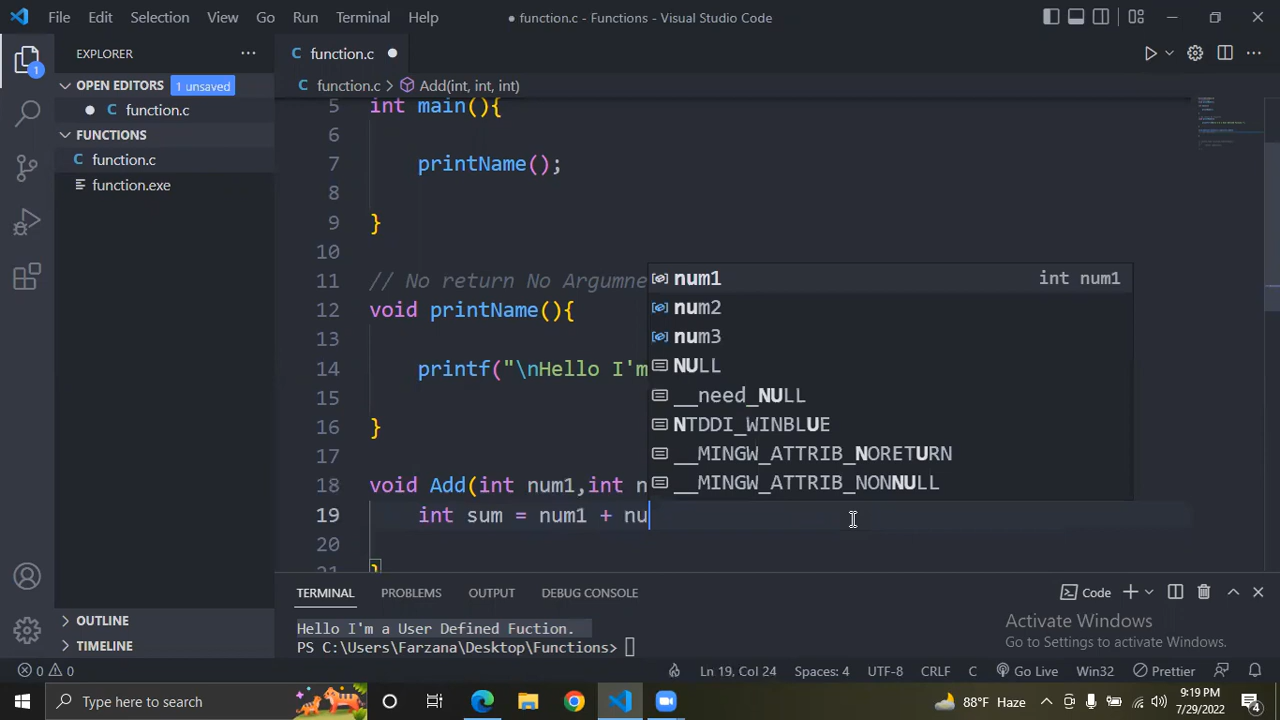 File Edit Selection View Go Run Terminal Help
● function.c - Functions - Visual Studio Code
EXPLORER
OPEN EDITORS 1 unsaved
● C function.c
FUNCTIONS
C function.c
function.exe
OUTLINE
TIMELINE
1
C function.c ●
C function.c > Add(int, int, int)
5 int main(){
6
7 printName();
8
9 }
10
11 // No return No Argumne
12 void printName(){
13
14 printf("\nHello I'm
15
16 }
17
18 void Add(int num1,int n
19 int sum = num1 + nu
20
21 }
num1 int num1
num2
num3
NULL
__need_NULL
NTDDI_WINBLUE
__MINGW_ATTRIB_NORETURN
__MINGW_ATTRIB_NONNULL
TERMINAL PROBLEMS OUTPUT DEBUG CONSOLE
Code
Hello I'm a User Defined Fuction.
PS C:\Users\Farzana\Desktop\Functions>
Activate Windows
Go to Settings to activate Windows.
0 0 Ln 19, Col 24 Spaces: 4 UTF-8 CRLF C Go Live Win32 Prettier
Type here to search
88°F Haze
9:19 PM
7/29/2022
4